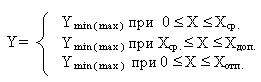 Y min(max) при 0 ≤ X ≤ Xср.
Y = Y min(max) при Xср. ≤ X ≤ Xдоп.
Y min(max) при 0 ≤ X ≤ Xотп.